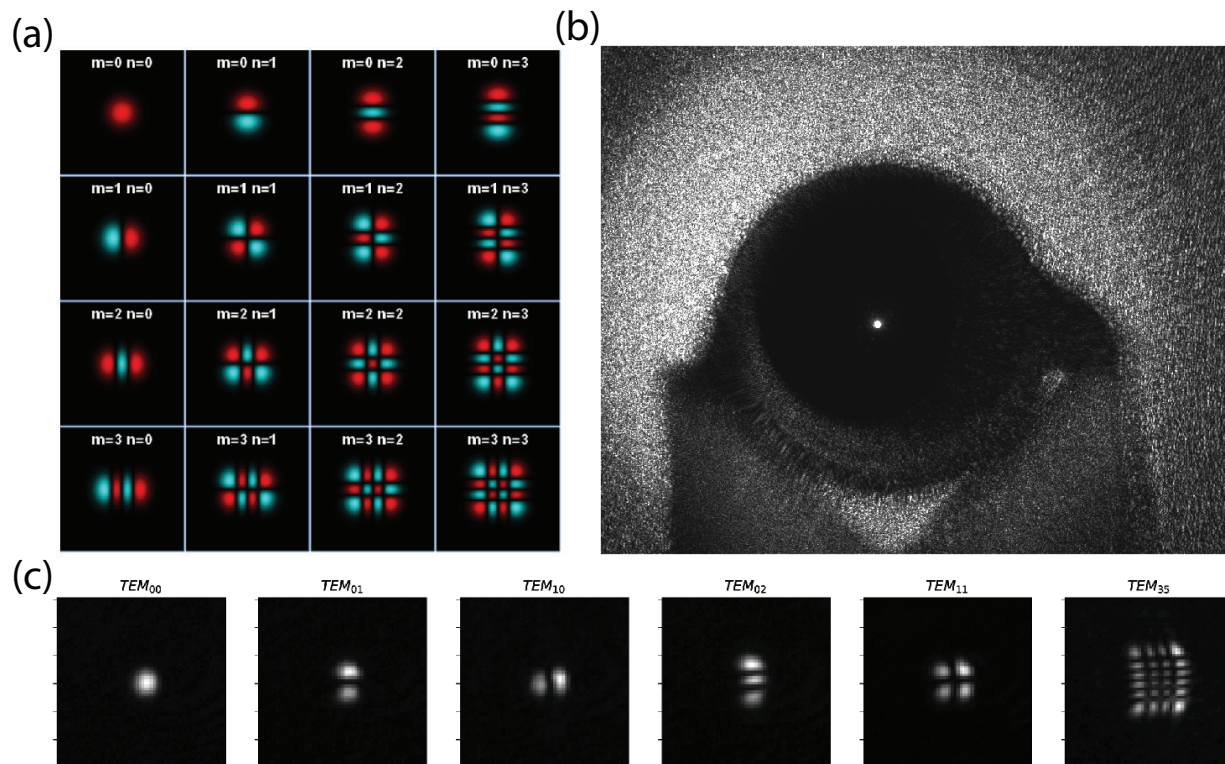 (a)
m=0 n=0 m=0 n=1 m=0 n=2 m=0 n=3
m=1 n=0 m=1 n=1 m=1 n=2 m=1 n=3
m=2 n=0 m=2 n=1 m=2 n=2 m=2 n=3
m=3 n=0 m=3 n=1 m=3 n=2 m=3 n=3
(b)
(c)
TEM₀₀ TEM₀₁ TEM₁₀ TEM₀₂ TEM₁₁ TEM₃₅